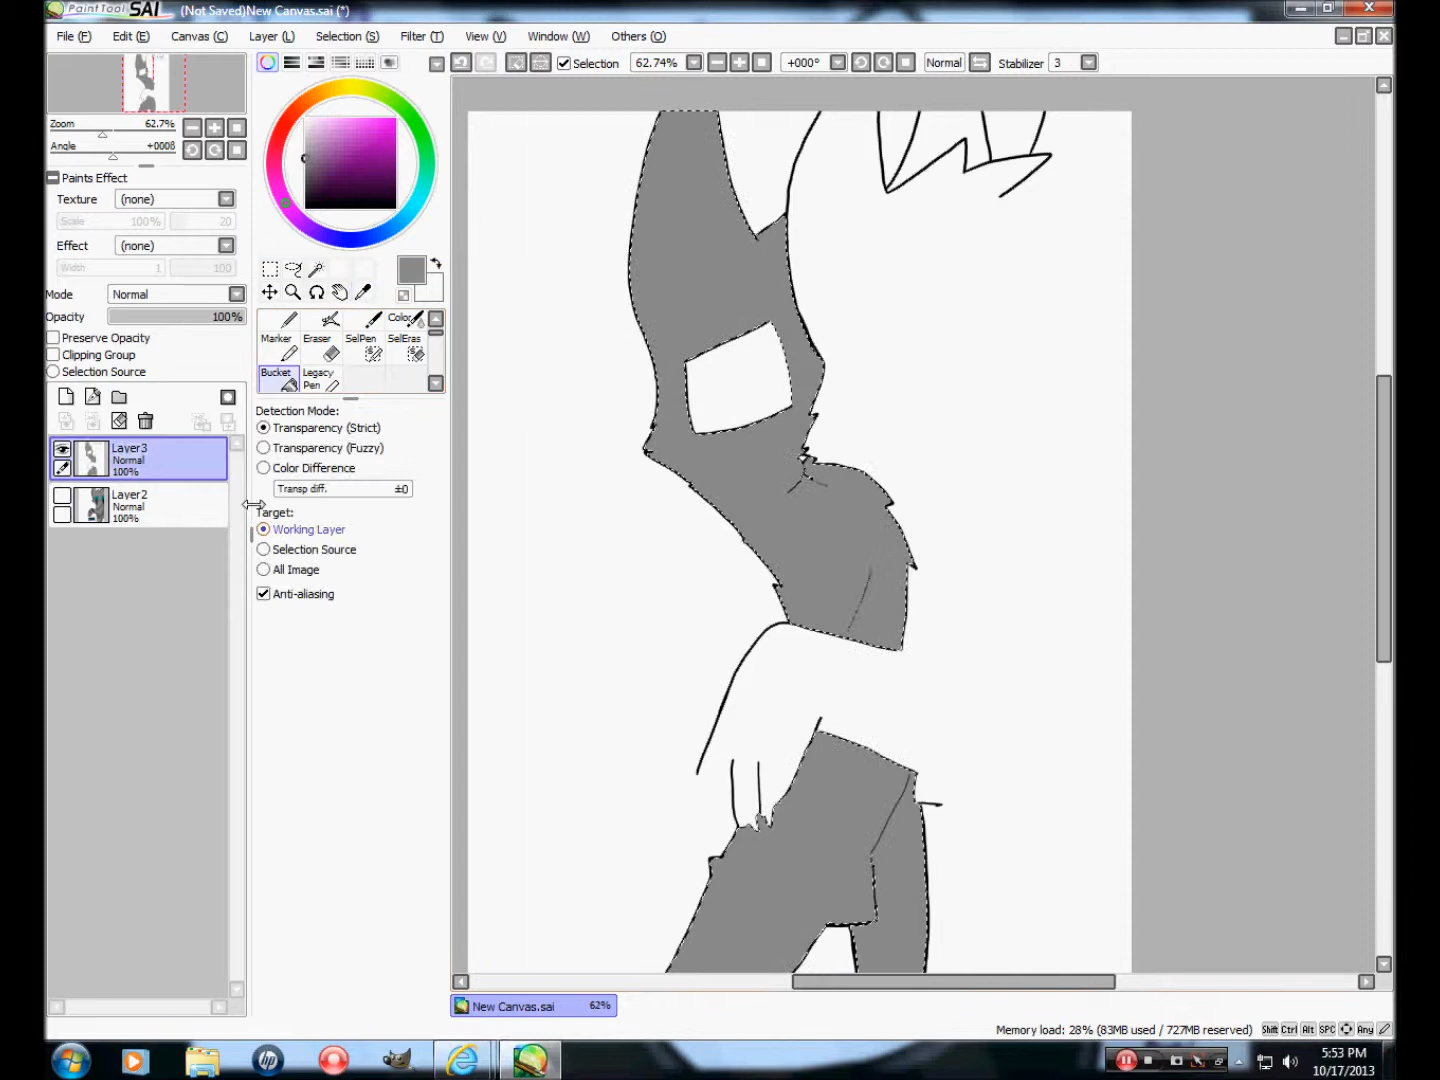 PaintTool SAI (Not Saved)New Canvas.sai (*)
File (F) Edit (E) Canvas (C) Layer (L) Selection (S) Filter (T) View (V) Window (W) Others (O)
Selection 62.74% +000° Normal Stabilizer 3
Zoom 62.7%
Angle +000ß
Paints Effect
Texture (none)
Scale 100% 20
Effect (none)
Width 1 100
Mode Normal
Opacity 100%
Preserve Opacity
Clipping Group
Selection Source
Layer3
Normal
100%
Layer2
Normal
100%
Color
Marker Eraser SelPen SelEras
Bucket Legacy
Pen
Detection Mode:
Transparency (Strict)
Transparency (Fuzzy)
Color Difference
Transp diff. ±0
Target:
Working Layer
Selection Source
All Image
Anti-aliasing
New Canvas.sai 62%
Memory load: 28% (83MB used / 727MB reserved) Shift Ctrl Alt SPC Any
hp
5:53 PM
10/17/2013